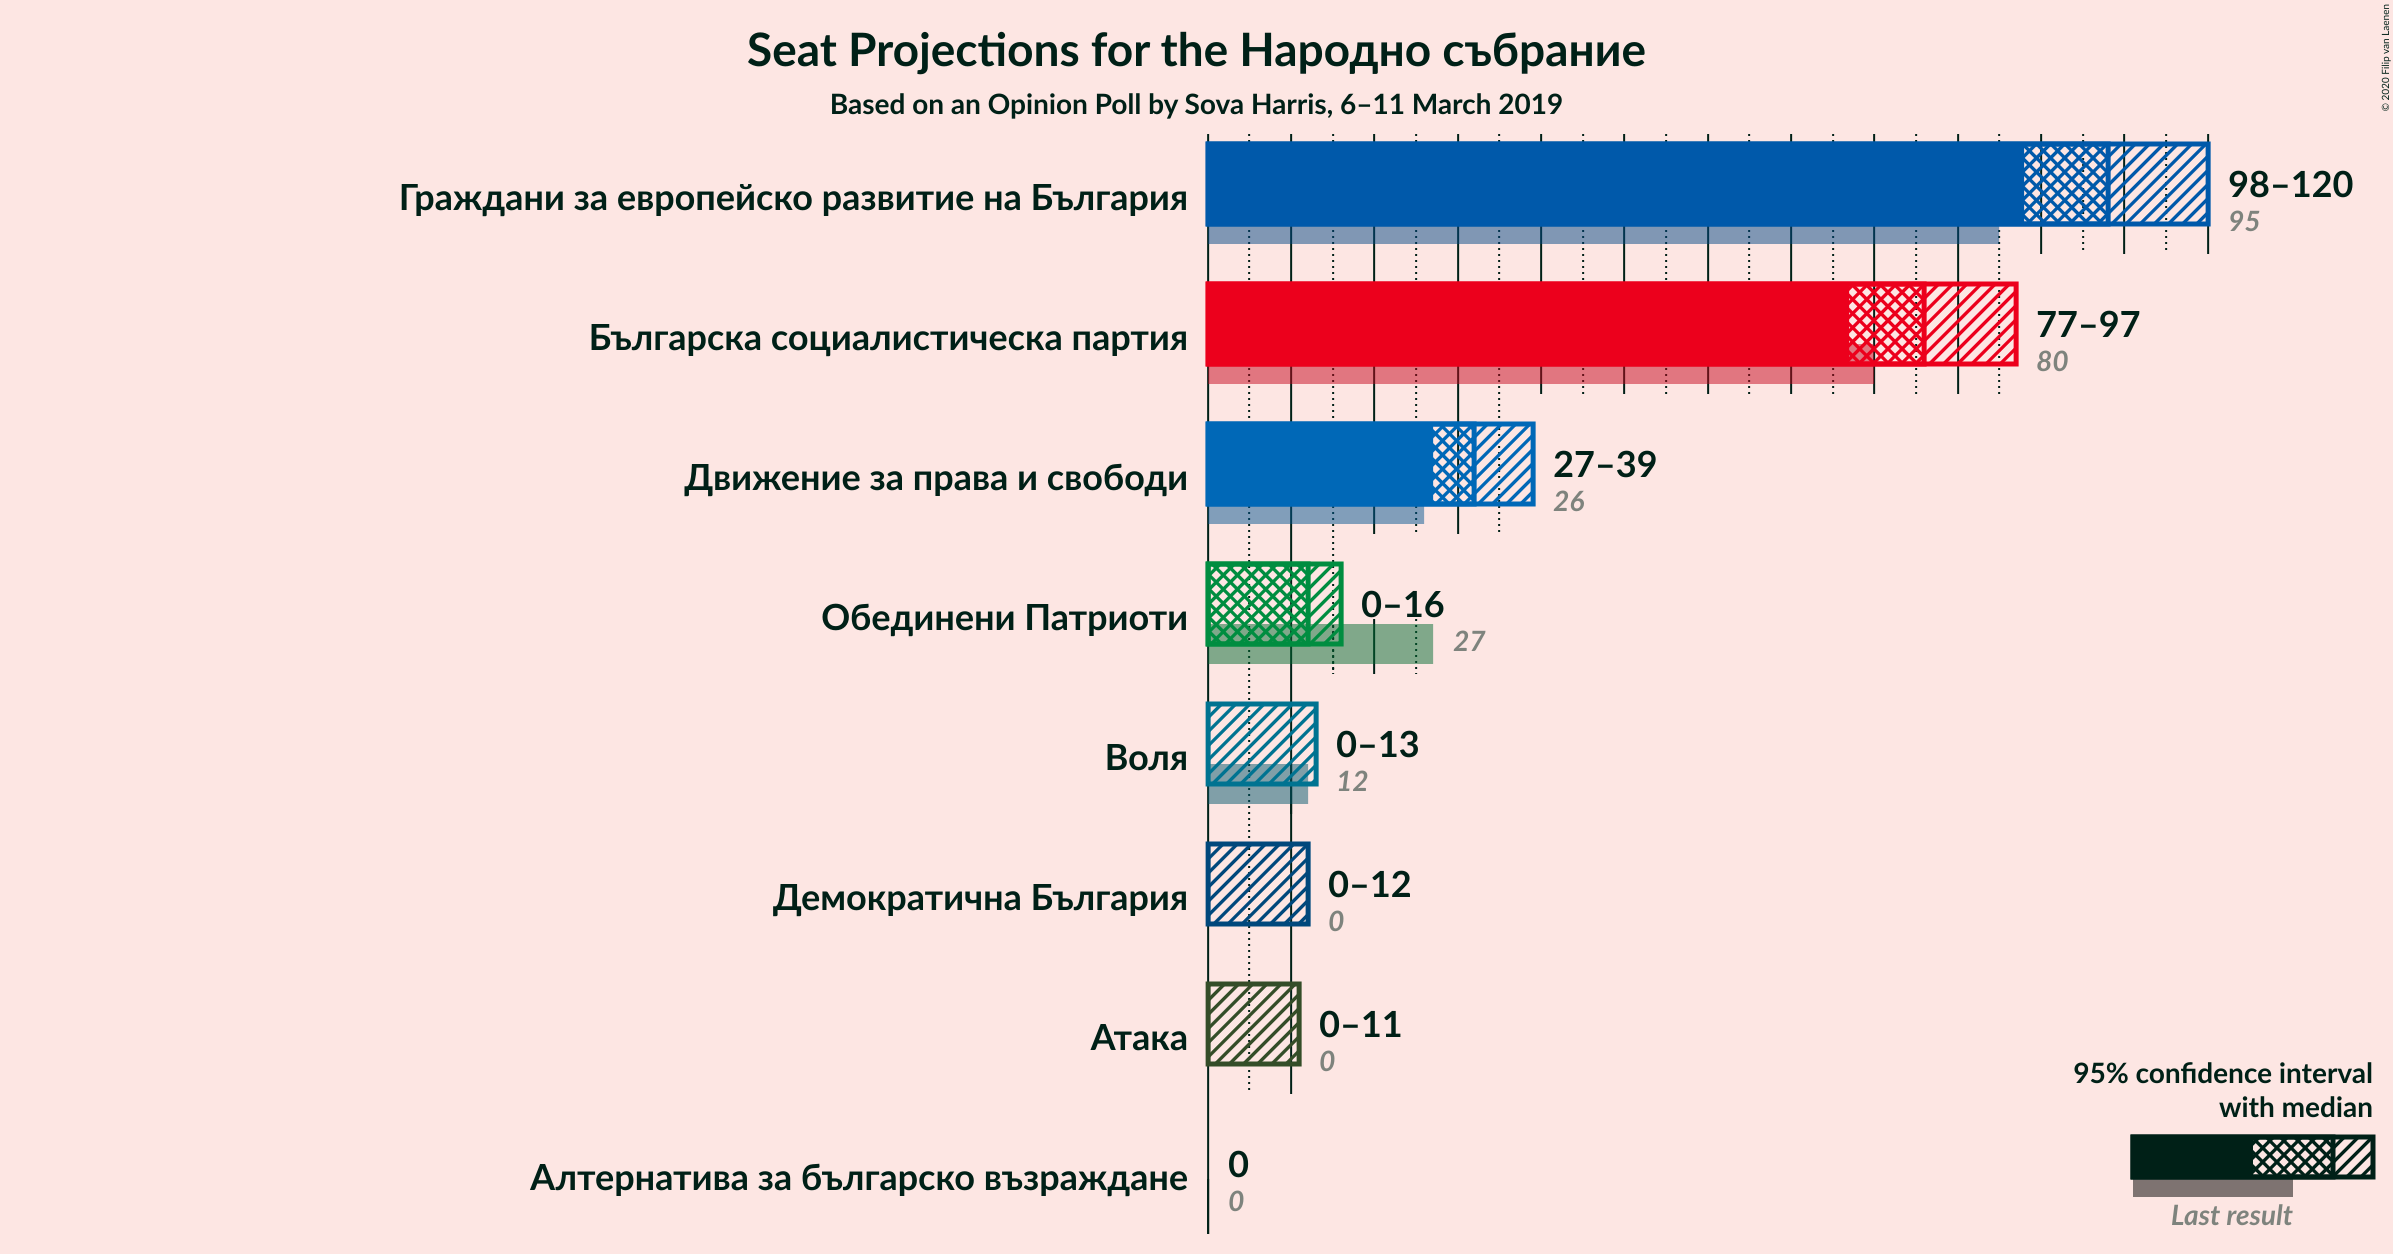 Seat Projections for the Народно събрание
Based on an Opinion Poll by Sova Harris, 6–11 March 2019
© 2020 Filip van Laenen
Граждани за европейско развитие на България
98–120
95
Българска социалистическа партия
77–97
80
Движение за права и свободи
27–39
26
Обединени Патриоти
0–16
27
Воля
0–13
12
Демократична България
0–12
0
Атака
0–11
0
Алтернатива за българско възраждане
0
0
95% confidence interval
with median
Last result